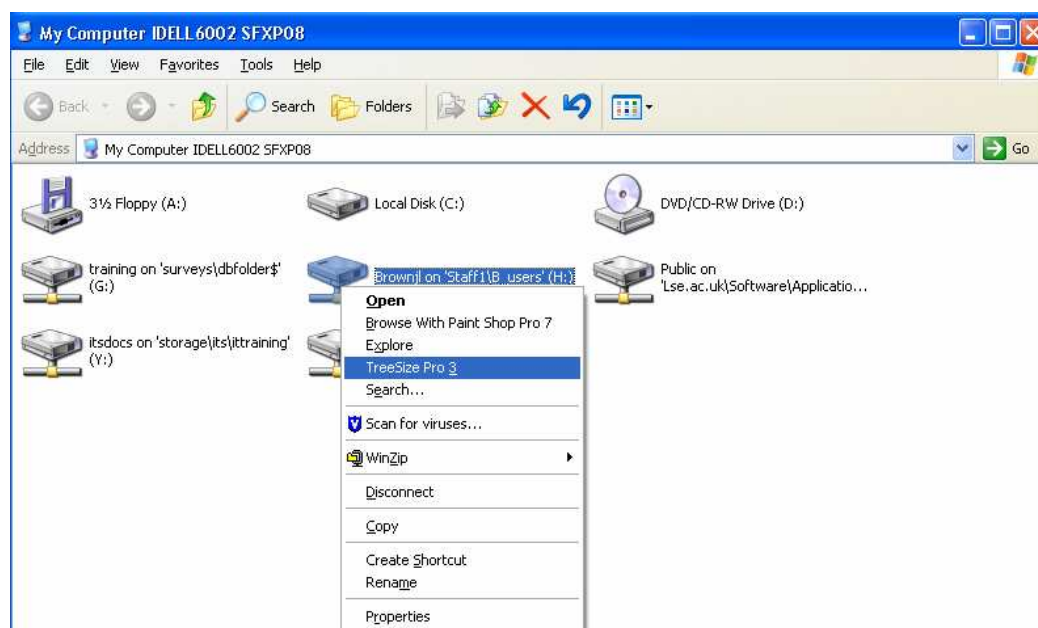 My Computer IDELL6002 SFXP08
File Edit View Favorites Tools Help
Back Search Folders
Address My Computer IDELL6002 SFXP08 Go
3½ Floppy (A:)
Local Disk (C:)
DVD/CD-RW Drive (D:)
training on 'surveys\dbfolder$'
(G:)
Brownjl on 'Staff1\B_users' (H:)
Public on
'Lse.ac.uk\Software\Applicatio...
itsdocs on 'storage\its\ittraining'
(Y:)
Open
Browse With Paint Shop Pro 7
Explore
TreeSize Pro 3
Search...
Scan for viruses...
WinZip
Disconnect
Copy
Create Shortcut
Rename
Properties